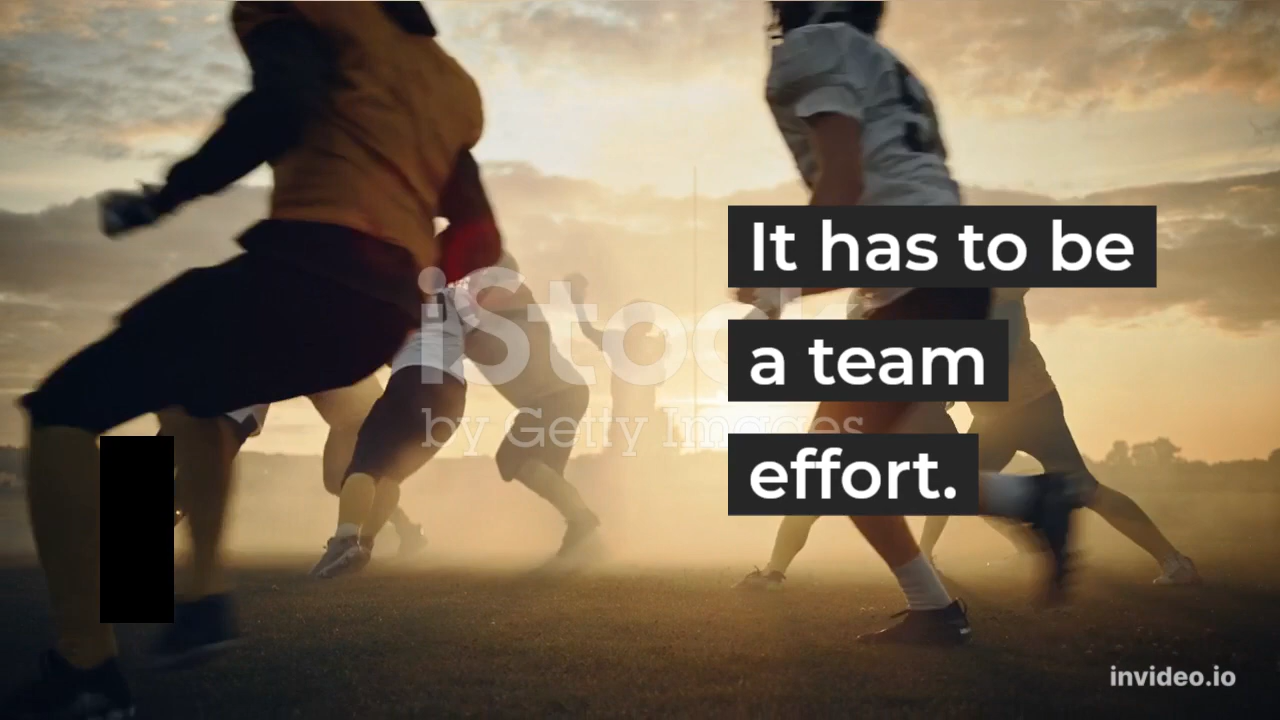 It has to be
a team
effort.
iStock
by Getty Images
invideo.io